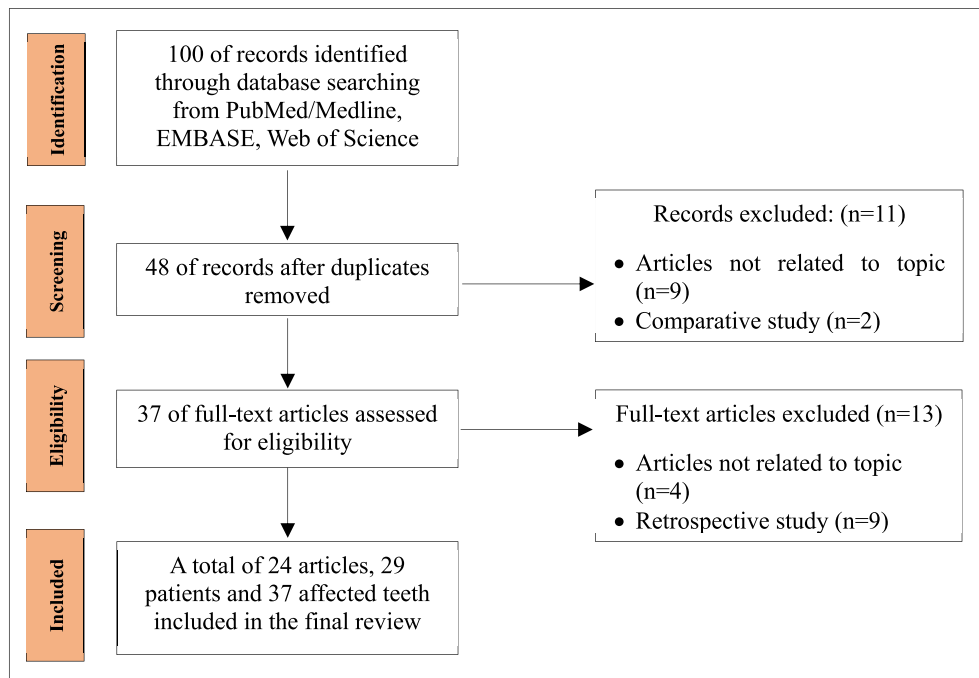 Identification
100 of records identified
through database searching
from PubMed/Medline,
EMBASE, Web of Science
Screening
48 of records after duplicates
removed
Records excluded: (n=11)
• Articles not related to topic
(n=9)
• Comparative study (n=2)
Eligibility
37 of full-text articles assessed
for eligibility
Full-text articles excluded (n=13)
• Articles not related to topic
(n=4)
• Retrospective study (n=9)
Included
A total of 24 articles, 29
patients and 37 affected teeth
included in the final review